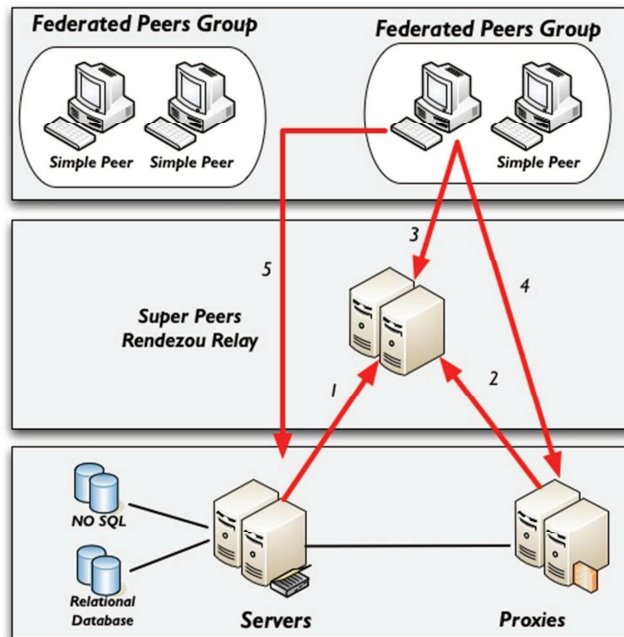 Federated Peers Group
Federated Peers Group
Simple Peer
Simple Peer
Simple Peer
3
5
4
Super Peers
Rendezou Relay
1
2
NO SQL
Relational
Database
Servers
Proxies